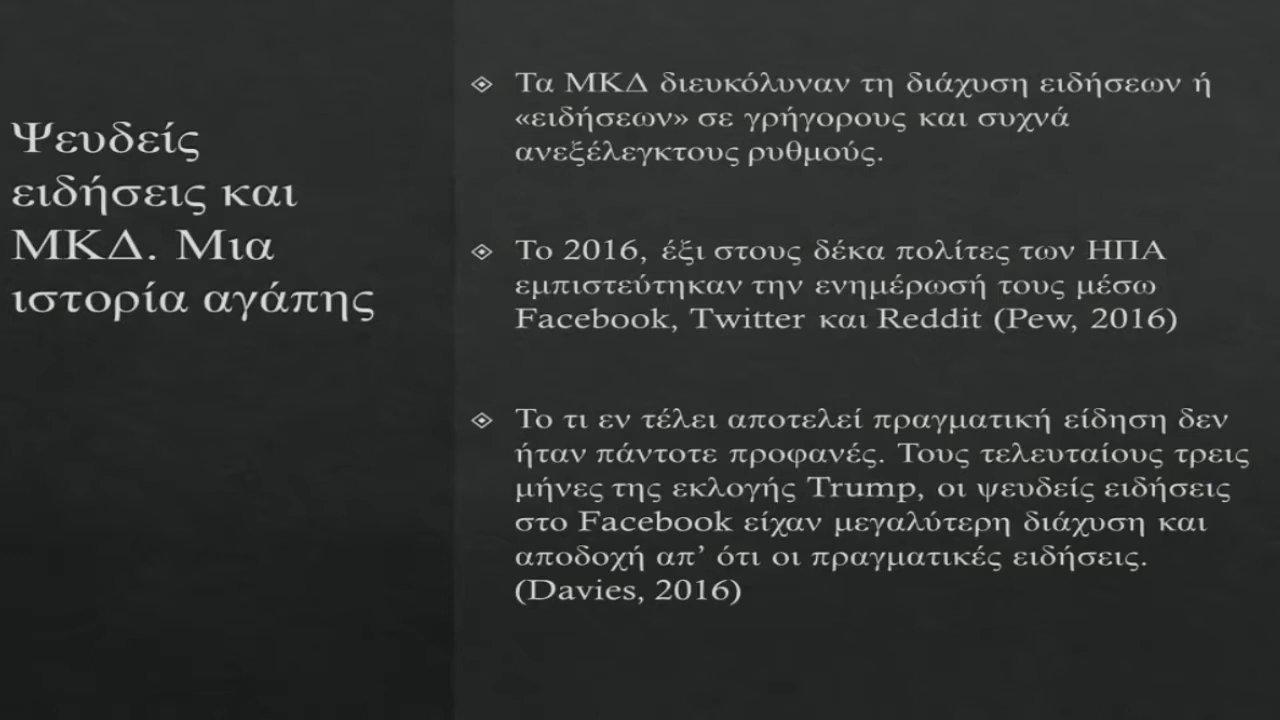 Ψευδείς
ειδήσεις και
ΜΚΔ. Μια
ιστορία αγάπης
Τα ΜΚΔ διευκόλυναν τη διάχυση ειδήσεων ή
«ειδήσεων» σε γρήγορους και συχνά
ανεξέλεγκτους ρυθμούς.
Το 2016, έξι στους δέκα πολίτες των ΗΠΑ
εμπιστεύτηκαν την ενημέρωσή τους μέσω
Facebook, Twitter και Reddit (Pew, 2016)
Το τι εν τέλει αποτελεί πραγματική είδηση δεν
ήταν πάντοτε προφανές. Τους τελευταίους τρεις
μήνες της εκλογής Trump, οι ψευδείς ειδήσεις
στο Facebook είχαν μεγαλύτερη διάχυση και
αποδοχή απ’ ότι οι πραγματικές ειδήσεις.
(Davies, 2016)